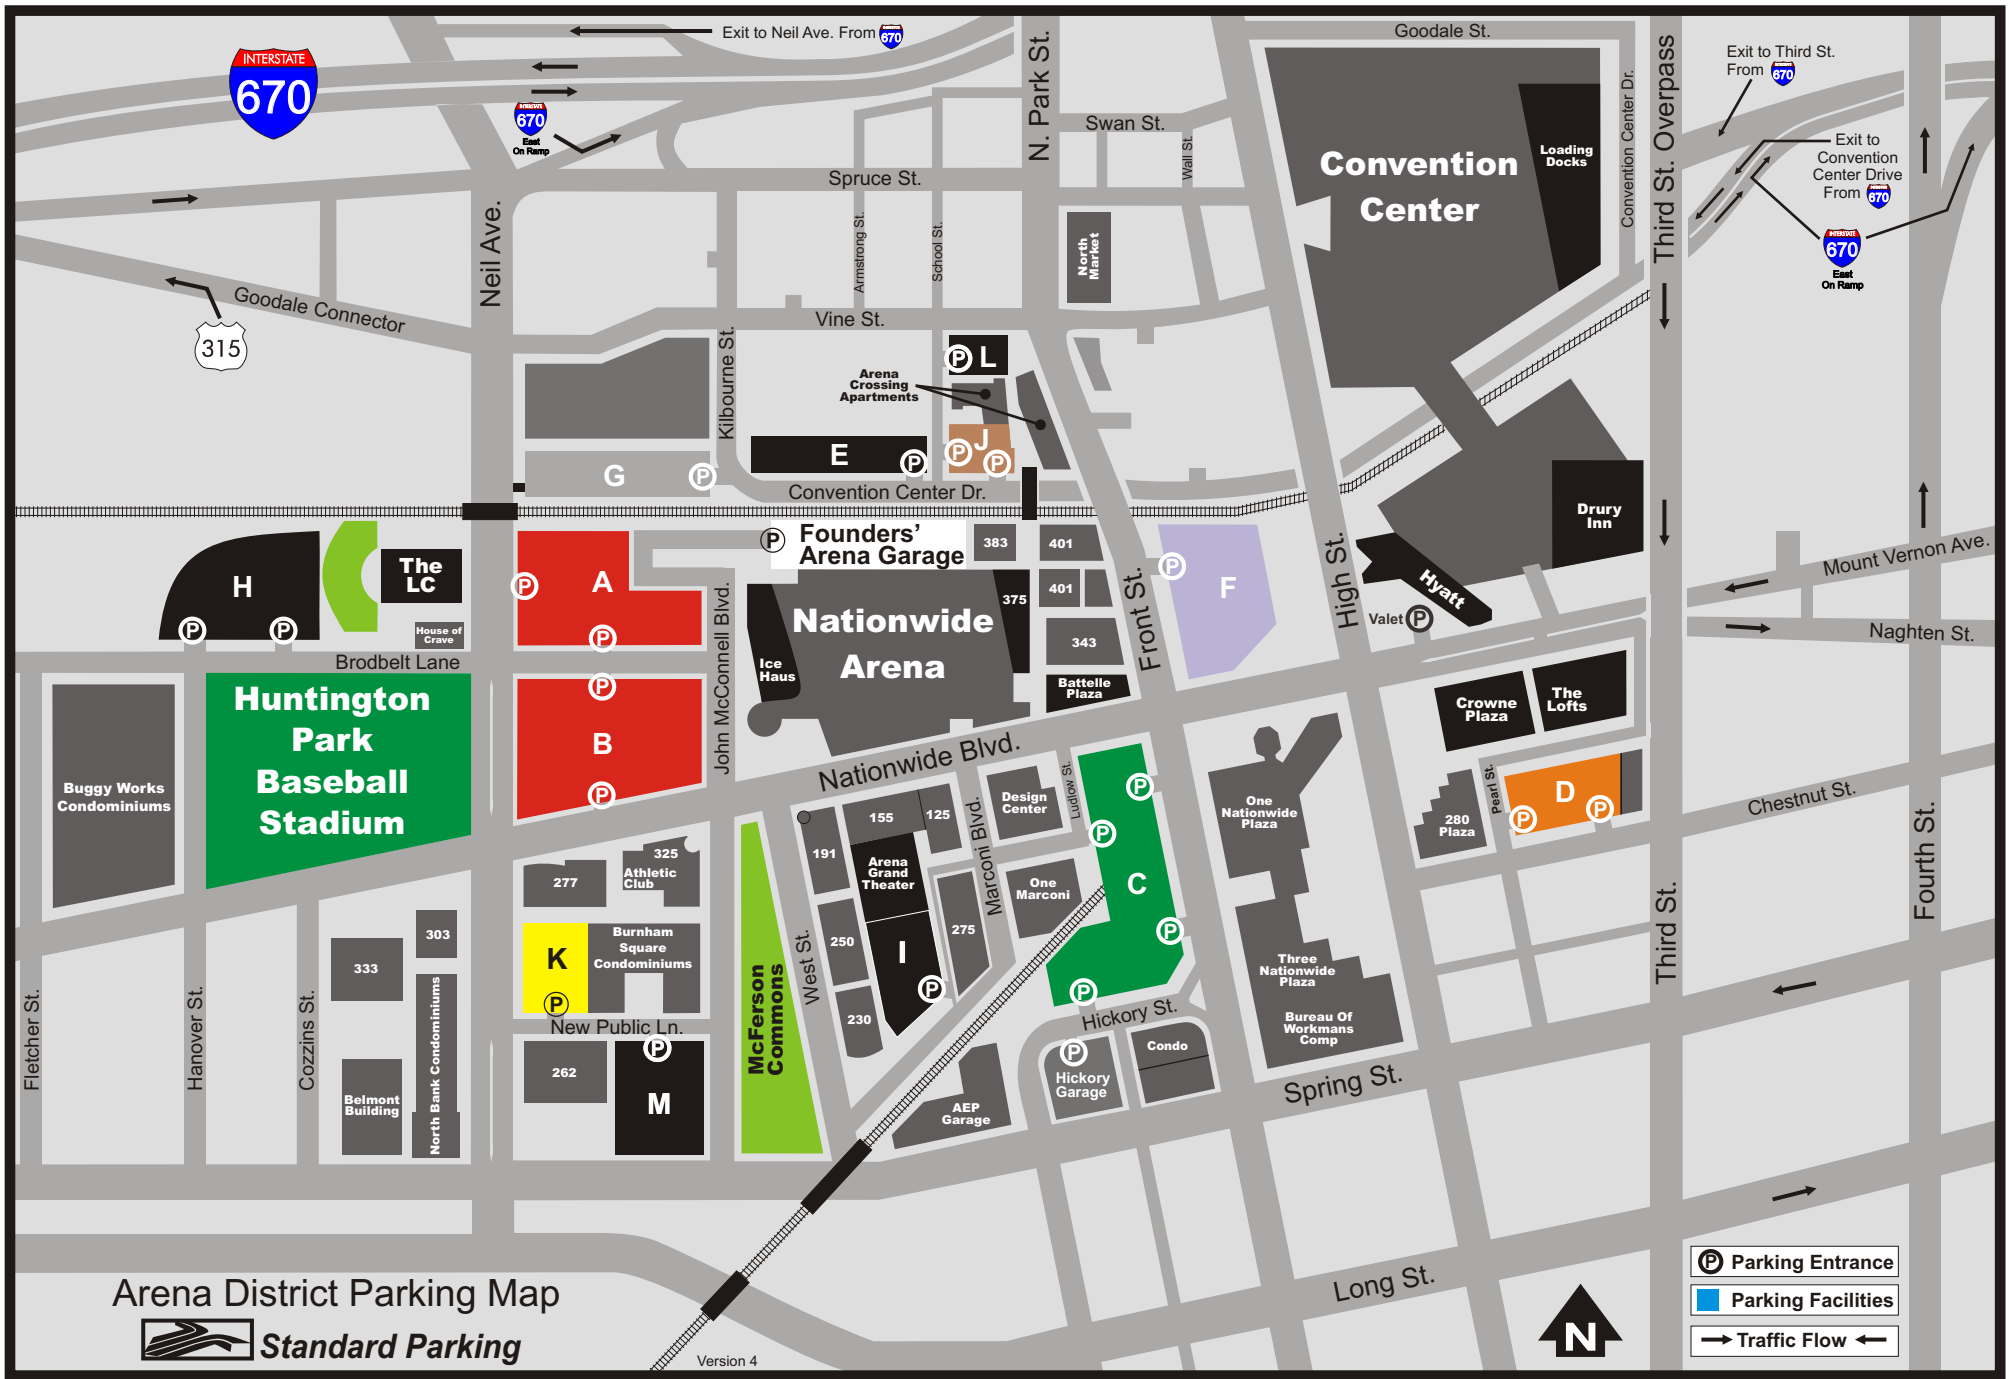 Exit to Neil Ave. From
INTERSTATE
670
N. Park St.
Goodale St.
INTERSTATE
670
INTERSTATE
670
East
On Ramp
Swan St.
Wall St.
Spruce St.
Armstrong St.
School St.
Neil Ave.
Goodale Connector
315
Vine St.
Kilbourne St.
North
Market
Convention
Center
Loading
Docks
Convention Center Dr.
Third St. Overpass
Exit to Third St.
From
INTERSTATE
670
Exit to
Convention
Center Drive
From
INTERSTATE
670
INTERSTATE
670
East
On Ramp
P L
Arena
Crossing
Apartments
J
P
P
E
P
G
P
Convention Center Dr.
H
P
P
The
LC
House of
Crave
Brodbelt Lane
P
A
P
P
Founders'
Arena Garage
383
401
401
343
375
Battelle
Plaza
Nationwide
Arena
Ice
Haus
John McConnell Blvd.
P
B
P
Front St.
P
F
High St.
Valet P
Hyatt
Drury
Inn
Mount Vernon Ave.
Naghten St.
Crowne
Plaza
The
Lofts
Huntington
Park
Baseball
Stadium
Buggy Works
Condominiums
Nationwide Blvd.
Ludlow St.
Design
Center
Marconi Blvd.
P
P
C
P
P
One
Nationwide
Plaza
280
Plaza
Pearl St.
D
P
P
Chestnut St.
Fourth St.
Third St.
155
125
191
Arena
Grand
Theater
One
Marconi
275
250
I
P
230
West St.
McFerson
Commons
277
325
Athletic
Club
K
P
Burnham
Square
Condominiums
New Public Ln.
262
P
M
303
333
North Bank Condominiums
Belmont
Building
Fletcher St.
Hanover St.
Cozzins St.
Three
Nationwide
Plaza
Bureau Of
Workmans
Comp
Hickory St.
P
Hickory
Garage
Condo
AEP
Garage
Spring St.
Long St.
Arena District Parking Map
Standard Parking
Version 4
N
P Parking Entrance
Parking Facilities
Traffic Flow